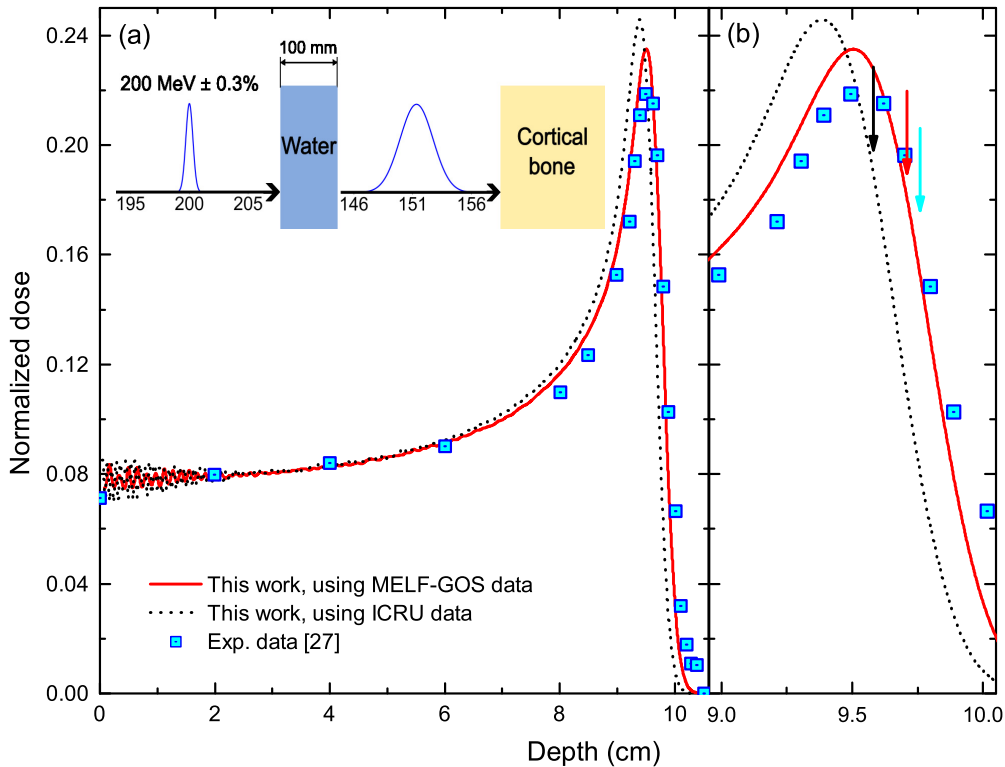 (a)
(b)
100 mm
200 MeV ± 0.3%
Water
Cortical
bone
195 200 205
146 151 156
0.24
0.20
0.16
0.12
0.08
0.04
0.00
Normalized dose
This work, using MELF-GOS data
This work, using ICRU data
Exp. data [27]
0 2 4 6 8 10
9.0 9.5 10.0
Depth (cm)